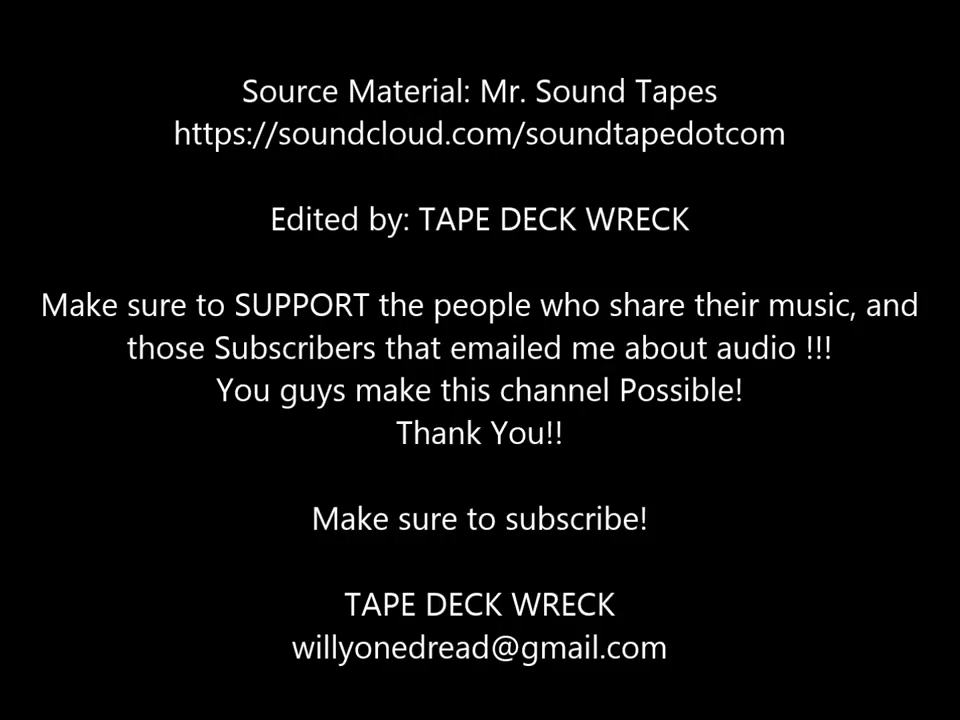 Source Material: Mr. Sound Tapes
https://soundcloud.com/soundtapedotcom
Edited by: TAPE DECK WRECK
Make sure to SUPPORT the people who share their music, and
those Subscribers that emailed me about audio !!!
You guys make this channel Possible!
Thank You!!
Make sure to subscribe!
TAPE DECK WRECK
willyonedread@gmail.com